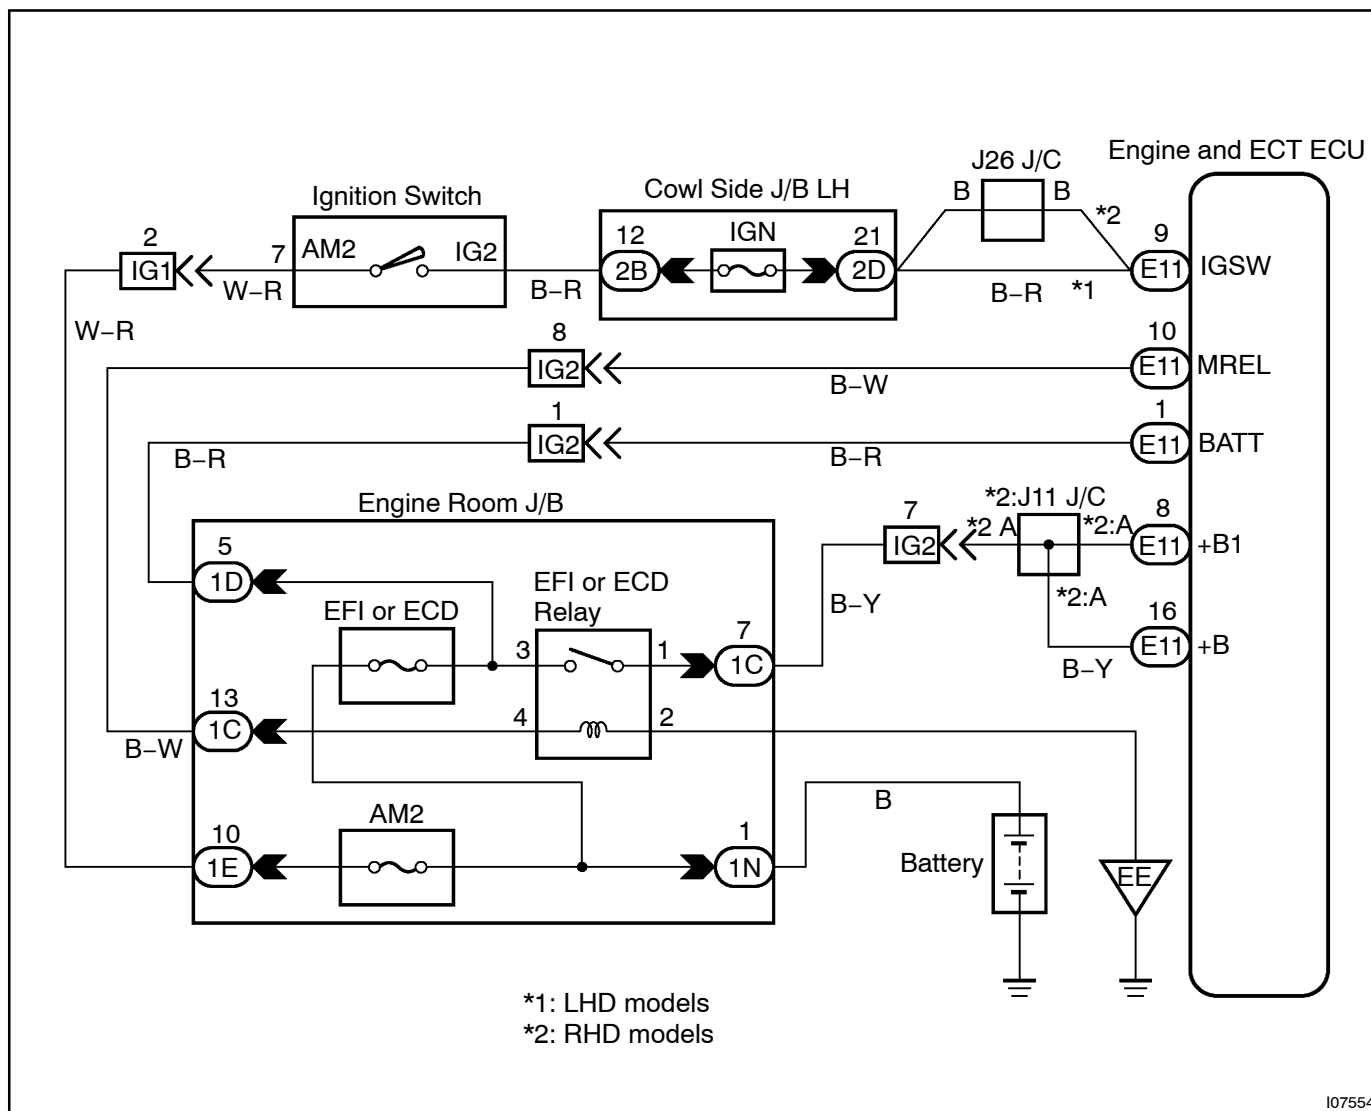 Engine and ECT ECU
J26 J/C
Ignition Switch
Cowl Side J/B LH
B
B
*2
2
7
AM2
IG2
12
IGN
21
9
IG1
2B
2D
E11
IGSW
W–R
B–R
B–R
*1
W–R
8
10
IG2
E11
MREL
B–W
1
1
IG2
E11
BATT
B–R
B–R
Engine Room J/B
*2:J11 J/C
7
*2 A
*2:A
8
IG2
E11
+B1
5
1D
EFI or ECD
EFI or ECD
Relay
*2:A
B–Y
16
E11
+B
B–Y
3
1
7
1C
13
1C
4
2
B–W
AM2
B
10
1E
1
1N
Battery
EE
*1: LHD models
*2: RHD models
I07554